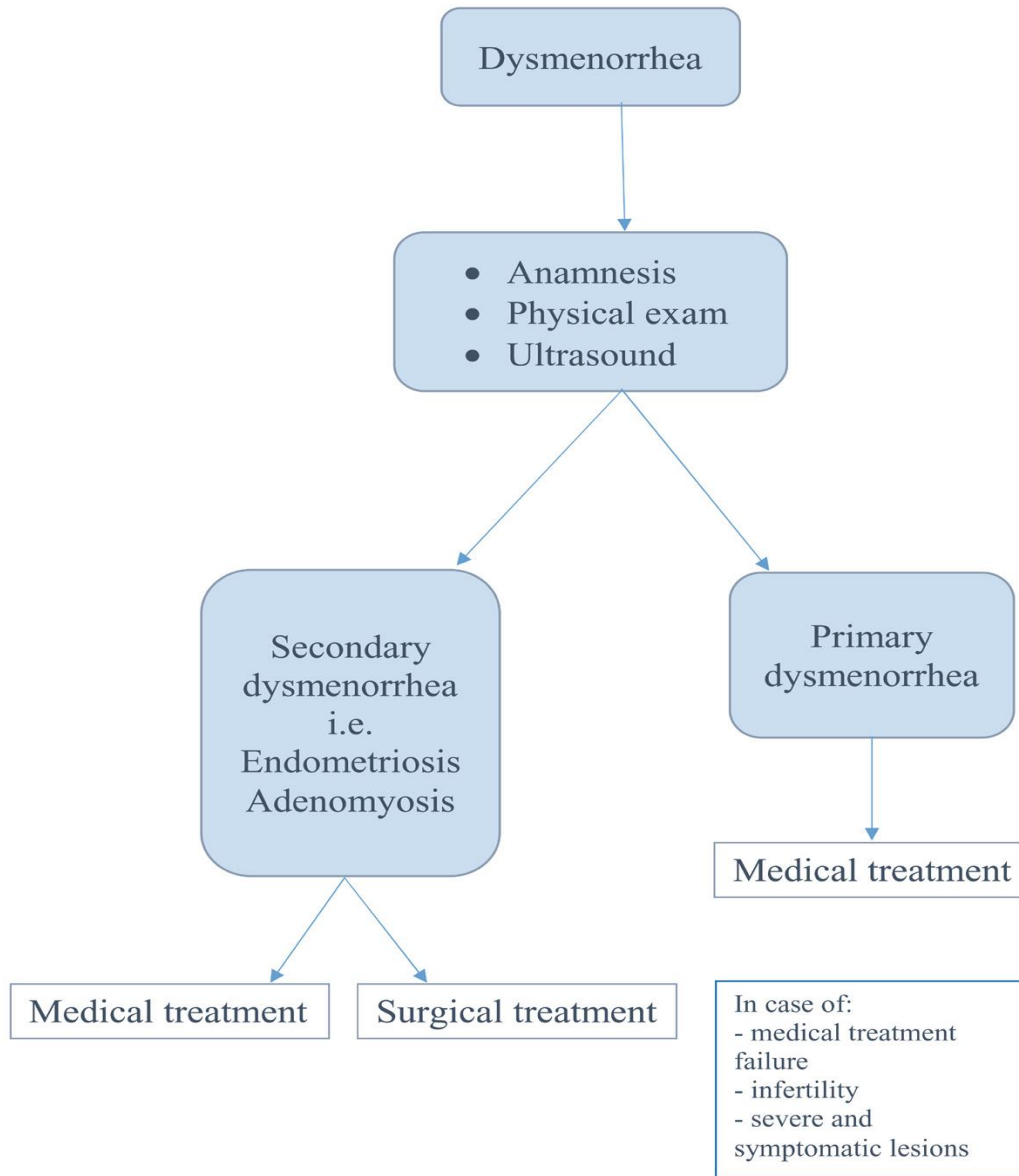 Dysmenorrhea
• Anamnesis
• Physical exam
• Ultrasound
Secondary
dysmenorrhea
i.e.
Endometriosis
Adenomyosis
Primary
dysmenorrhea
Medical treatment
Medical treatment
Surgical treatment
In case of:
- medical treatment
failure
- infertility
- severe and
symptomatic lesions